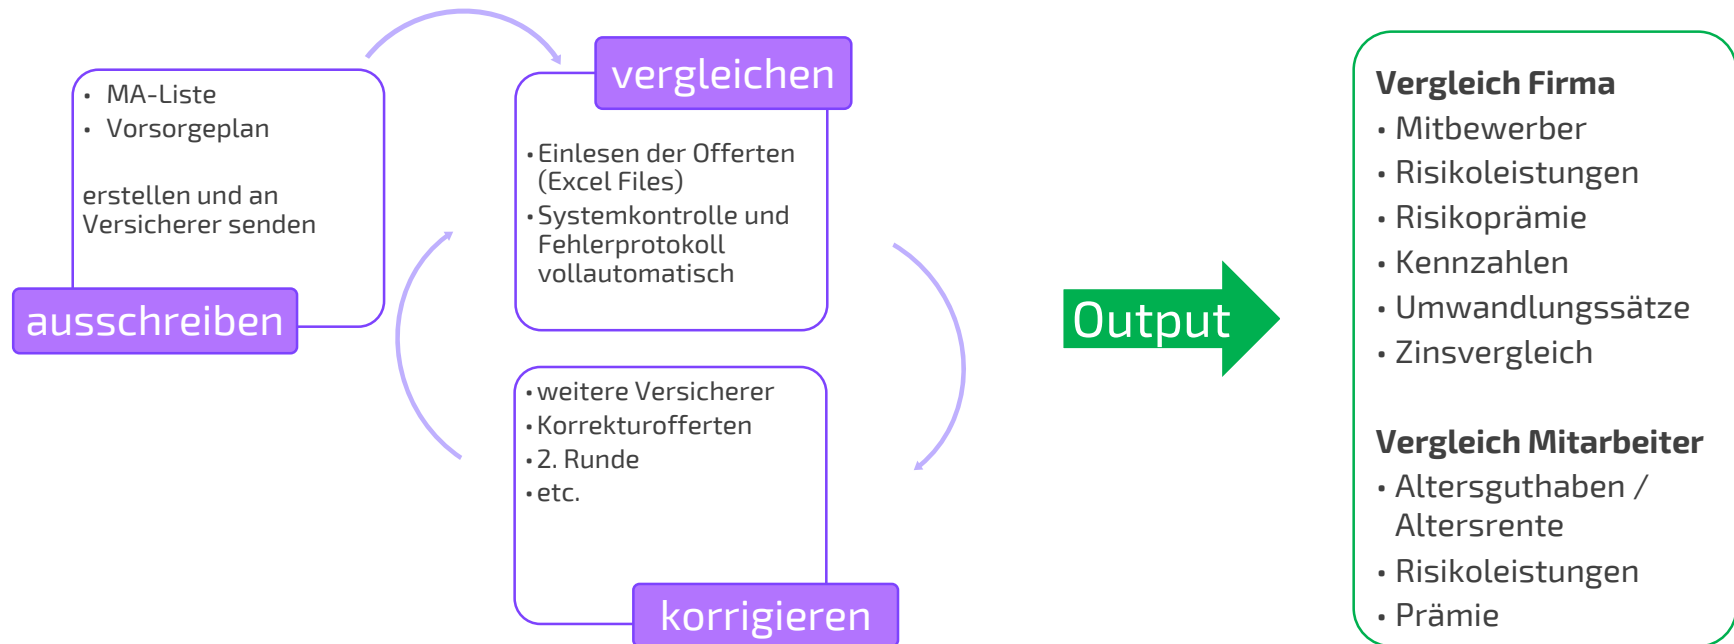 • MA-Liste
• Vorsorgeplan
erstellen und an
Versicherer senden
ausschreiben
vergleichen
• Einlesen der Offerten
(Excel Files)
• Systemkontrolle und
Fehlerprotokoll
vollautomatisch
• weitere Versicherer
• Korrekturofferten
• 2. Runde
• etc.
korrigieren
Output
Vergleich Firma
• Mitbewerber
• Risikoleistungen
• Risikoprämie
• Kennzahlen
• Umwandlungssätze
• Zinsvergleich
Vergleich Mitarbeiter
• Altersguthaben /
Altersrente
• Risikoleistungen
• Prämie